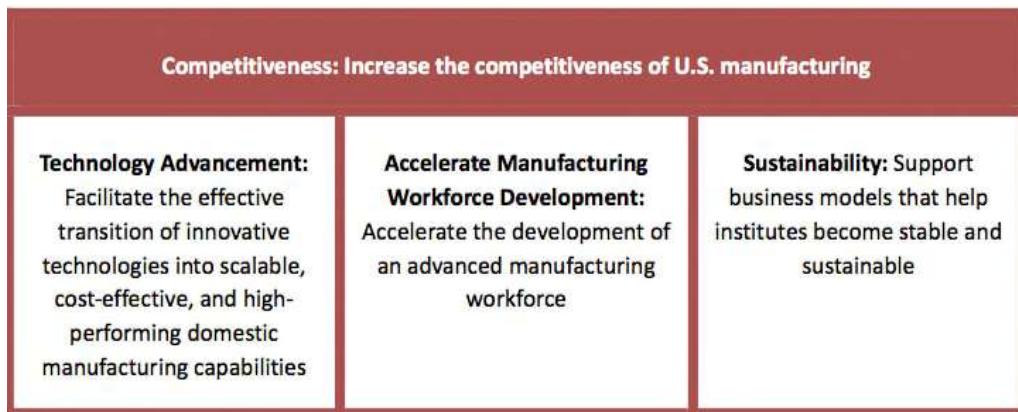 Competitiveness: Increase the competitiveness of U.S. manufacturing
Technology Advancement:
Facilitate the effective
transition of innovative
technologies into scalable,
cost-effective, and high-
performing domestic
manufacturing capabilities
Accelerate Manufacturing
Workforce Development:
Accelerate the development of
an advanced manufacturing
workforce
Sustainability: Support
business models that help
institutes become stable and
sustainable